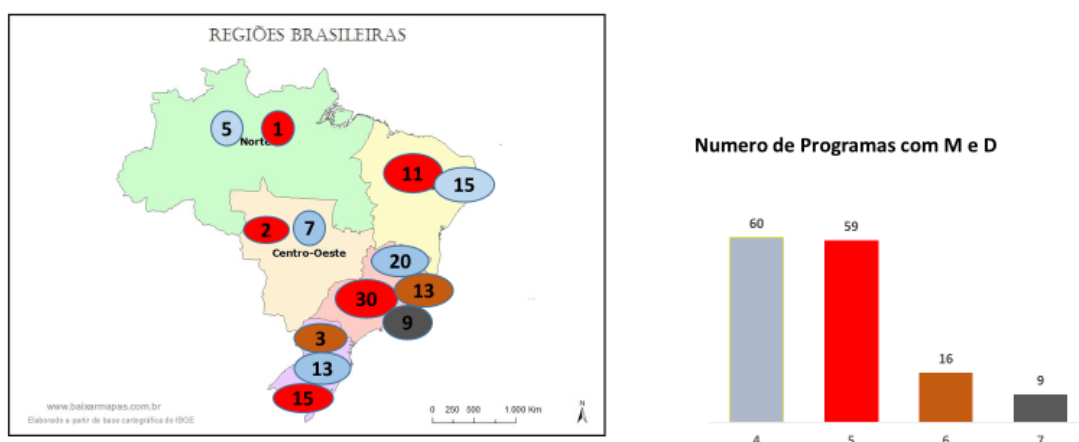 REGIÕES BRASILEIRAS
5
1
Norte
11
15
2
7
Centro-Oeste
20
30
13
9
3
13
15
www.baixarmapas.com.br
Elaborado a partir de base cartográfica do IBGE
0 250 500 1.000 Km
N
Numero de Programas com M e D
60
59
16
9
4
5
6
7